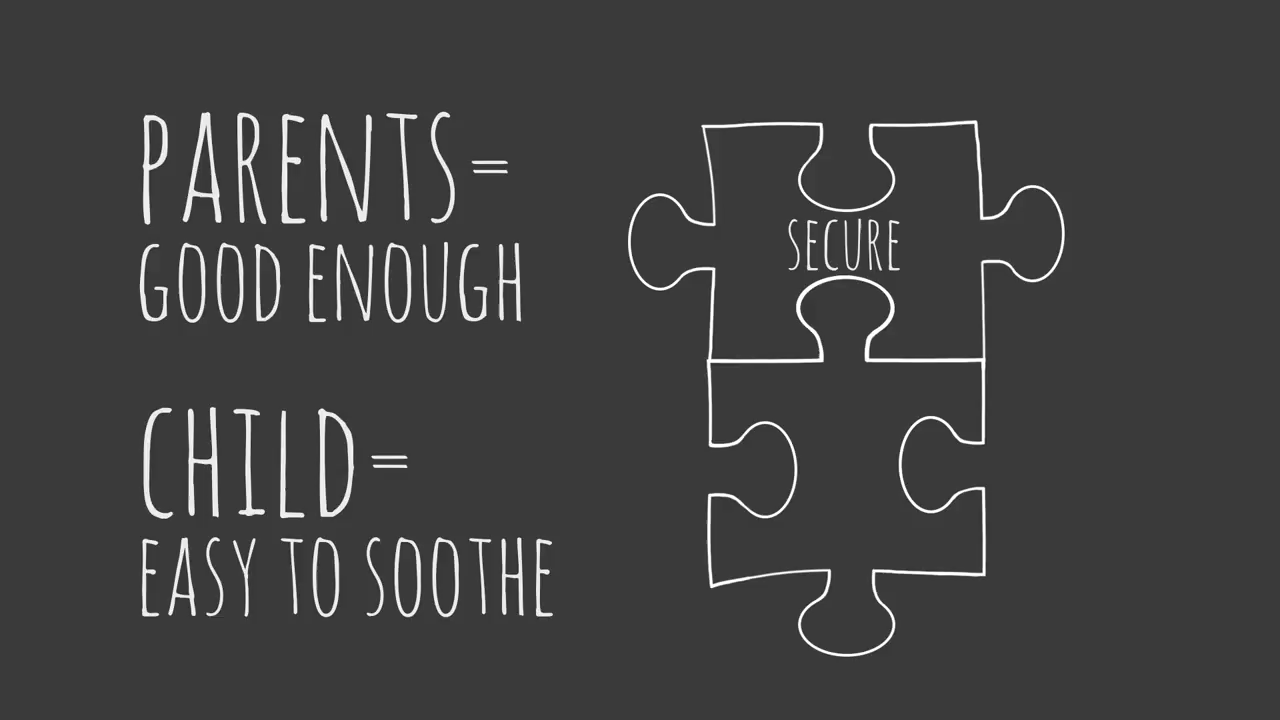 PARENTS=
GOOD ENOUGH
CHILD=
EASY TO SOOTHE
SECURE